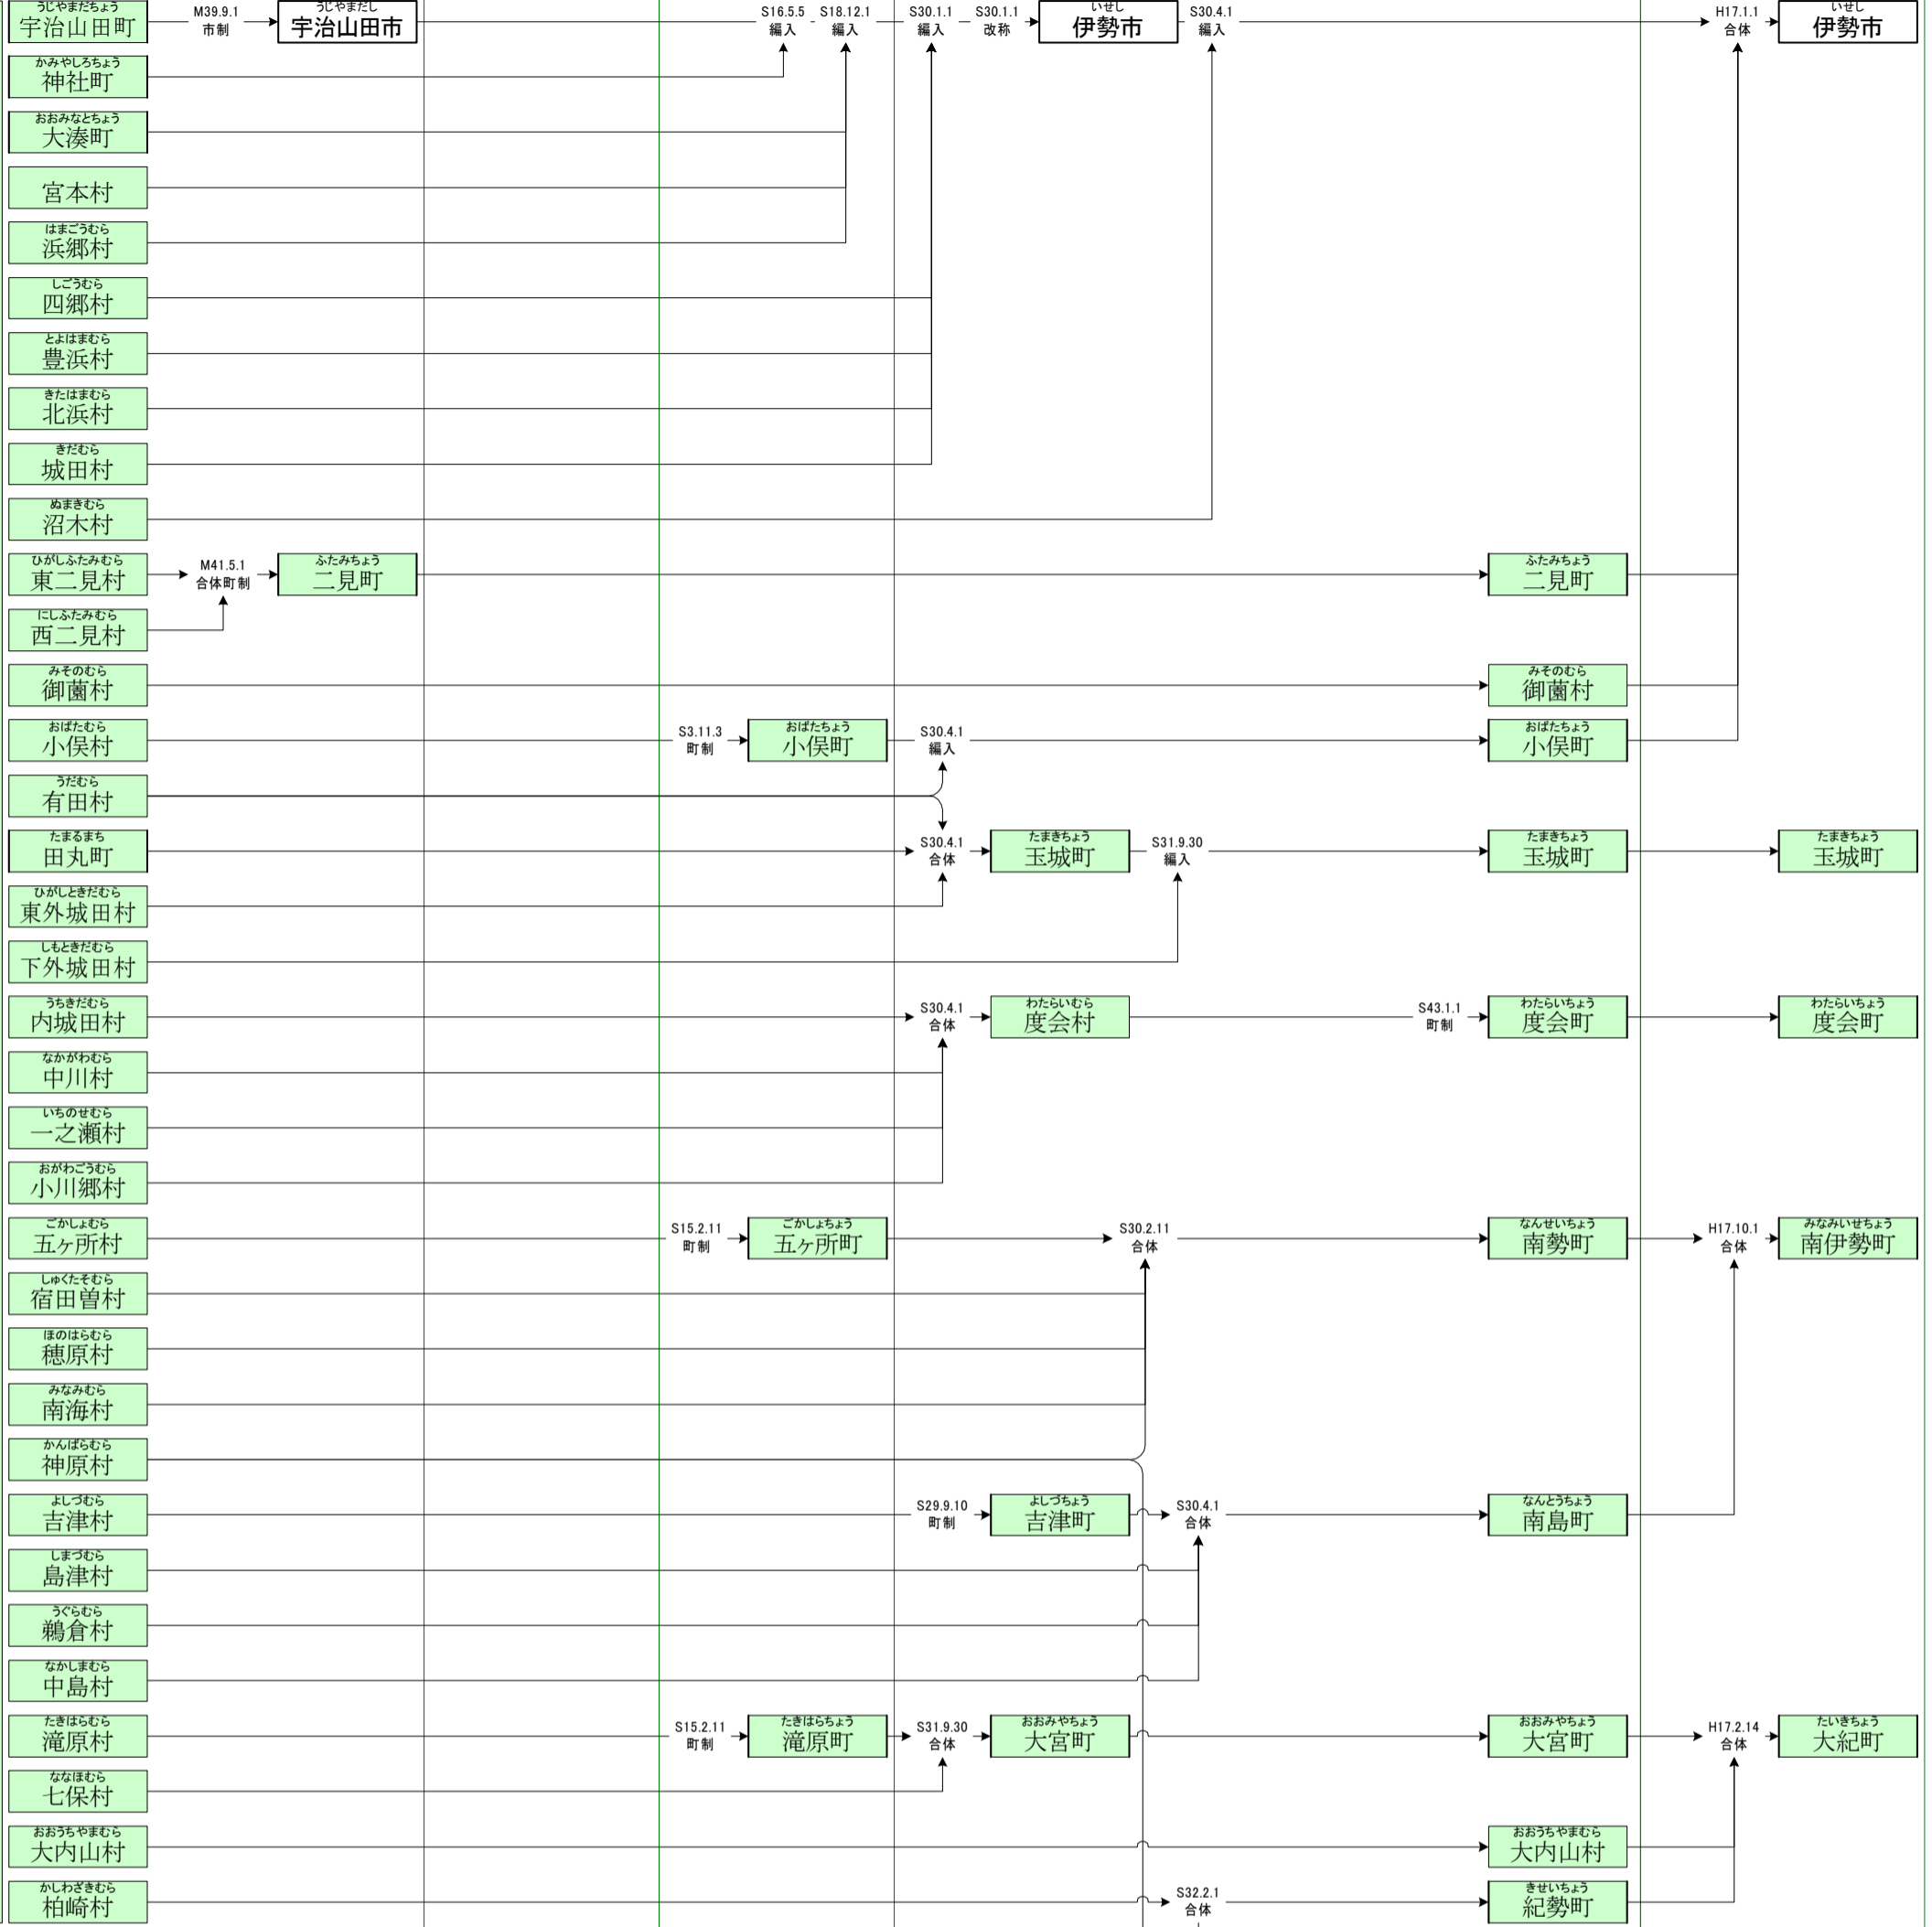 うじやまだちょう
宇治山田町
M39.9.1
市制
うじやまだし
宇治山田市
S16.5.5
編入
S18.12.1
編入
S30.1.1
編入
S30.1.1
改称
いせし
伊勢市
S30.4.1
編入
H17.1.1
合体
いせし
伊勢市
かみやしろちょう
神社町
おおみなとちょう
大湊町
宮本村
はまごうむら
浜郷村
しごうむら
四郷村
とよはまむら
豊浜村
きたはまむら
北浜村
きだむら
城田村
ぬまきむら
沼木村
ひがしふたみむら
東二見村
M41.5.1
合体町制
ふたみちょう
二見町
ふたみちょう
二見町
にしふたみむら
西二見村
みそのむら
御薗村
みそのむら
御薗村
おばたむら
小俣村
S3.11.3
町制
おばたちょう
小俣町
S30.4.1
編入
おばたちょう
小俣町
うだむら
有田村
たまるまち
田丸町
S30.4.1
合体
たまきちょう
玉城町
S31.9.30
編入
たまきちょう
玉城町
たまきちょう
玉城町
ひがしときだむら
東外城田村
しもときだむら
下外城田村
うちきだむら
内城田村
S30.4.1
合体
わたらいむら
度会村
S43.1.1
町制
わたらいちょう
度会町
わたらいちょう
度会町
なかがわむら
中川村
いちのせむら
一之瀬村
おがわごうむら
小川郷村
ごかしょむら
五ヶ所村
S15.2.11
町制
ごかしょちょう
五ヶ所町
S30.2.11
合体
なんせいちょう
南勢町
H17.10.1
合体
みなみいせちょう
南伊勢町
しゅくたそむら
宿田曽村
ほのはらむら
穂原村
みなみむら
南海村
かんばらむら
神原村
よしづむら
吉津村
S29.9.10
町制
よしづちょう
吉津町
S30.4.1
合体
なんとうちょう
南島町
しまづむら
島津村
うぐらむら
鵜倉村
なかしまむら
中島村
たきはらむら
滝原村
S15.2.11
町制
たきはらちょう
滝原町
S31.9.30
合体
おおみやちょう
大宮町
おおみやちょう
大宮町
H17.2.14
合体
たいきちょう
大紀町
ななほむら
七保村
おおうちやまむら
大内山村
おおうちやまむら
大内山村
かしわざきむら
柏崎村
S32.2.1
合体
きせいちょう
紀勢町